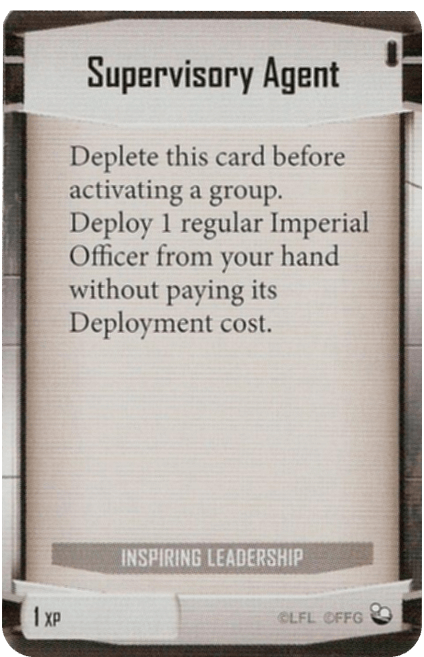 Supervisory Agent
Deplete this card before
activating a group.
Deploy 1 regular Imperial
Officer from your hand
without paying its
Deployment cost.
INSPIRING LEADERSHIP
1 XP
©LFL ©FFG